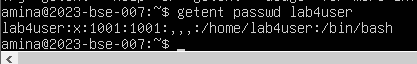 amina@2023-bse-007:~$ getent passwd lab4user
lab4user:x:1001:1001:,,,:/home/lab4user:/bin/bash
amina@2023-bse-007:~$